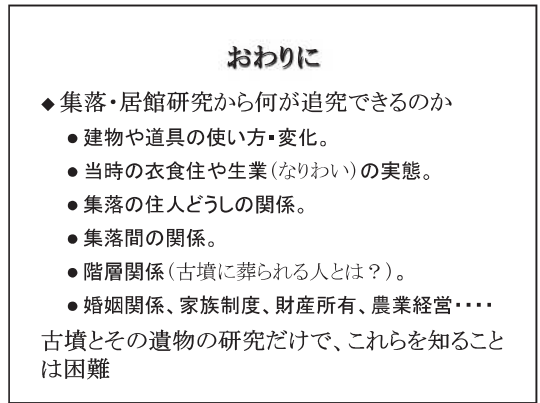 おわりに
◆集落・居館研究から何が追究できるのか
●建物や道具の使い方・変化。
●当時の衣食住や生業(なりわい)の実態。
●集落の住人どうしの関係。
●集落間の関係。
●階層関係(古墳に葬られる人とは？)。
●婚姻関係、家族制度、財産所有、農業経営････
古墳とその遺物の研究だけで、これらを知ること
は困難